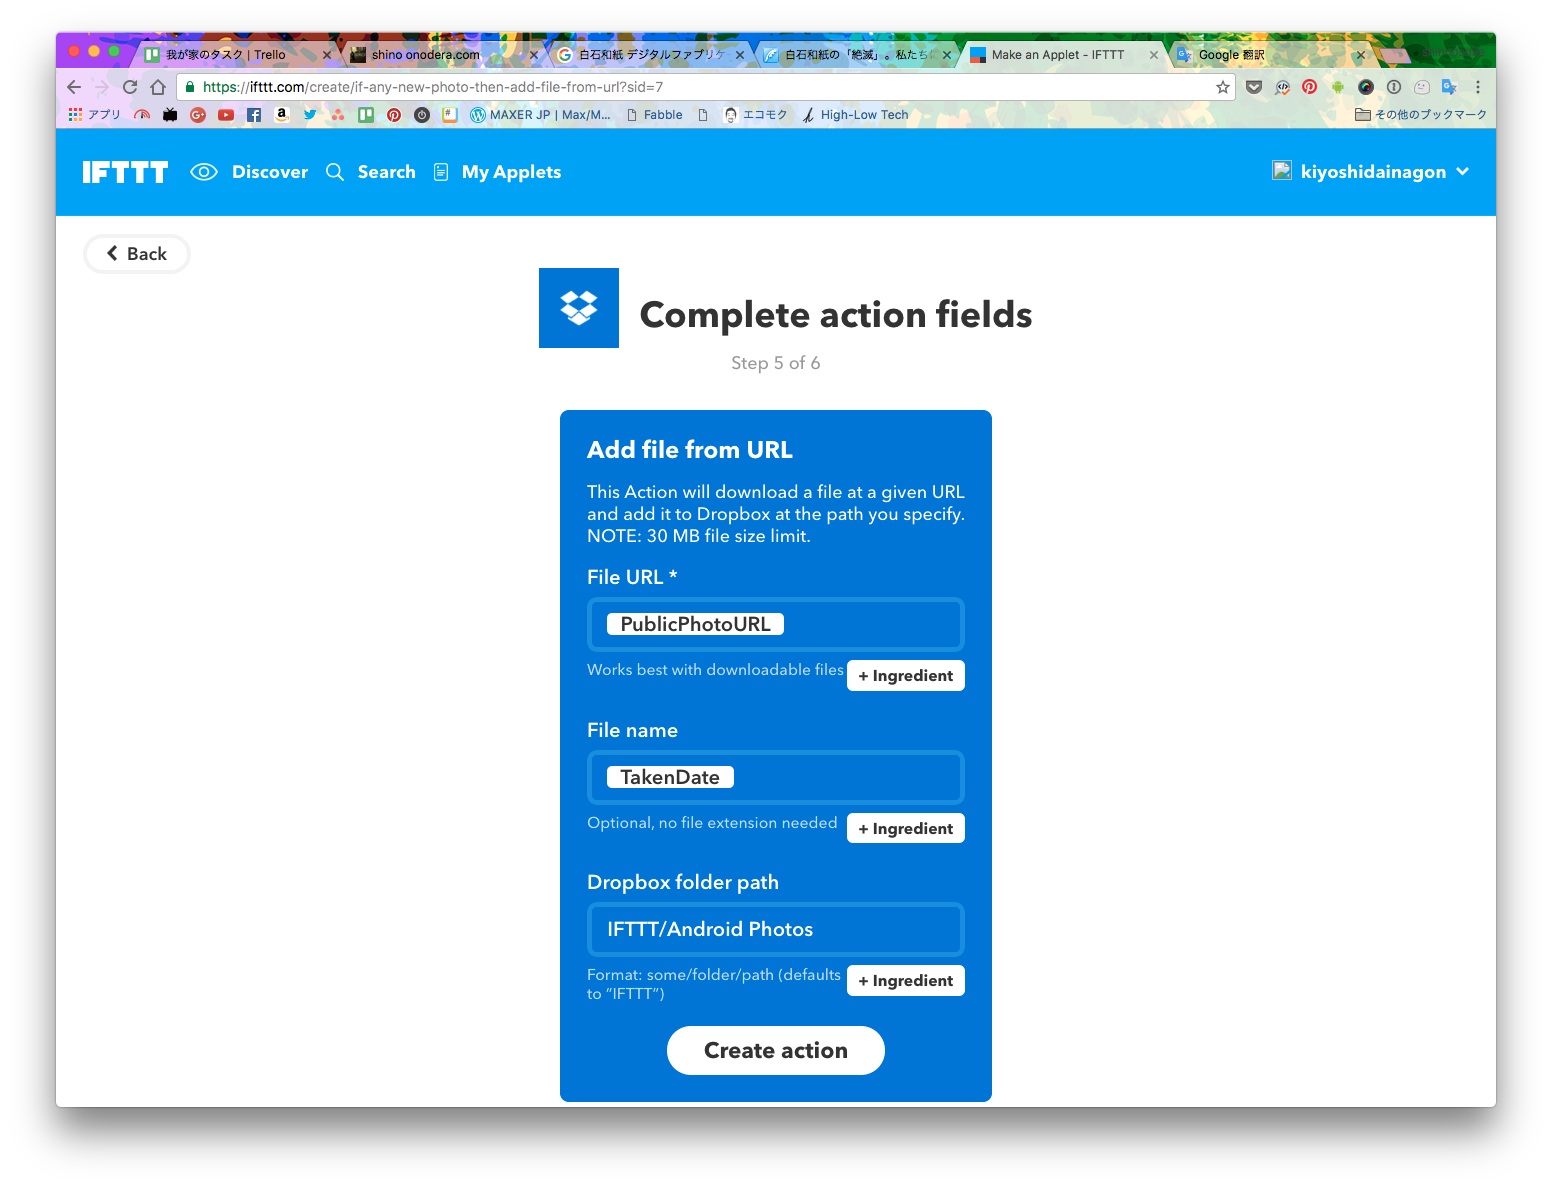 我が家のタスク | Trello
shino onodera.com
白石和紙 デジタルファブリケ
白石和紙の「絶滅」。私たちに
Make an Applet - IFTTT
Google 翻訳
https://ifttt.com/create/if-any-new-photo-then-add-file-from-url?sid=7
アプリ
MAXER JP | Max/M...
Fabble
エコモク
High-Low Tech
その他のブックマーク
IFTTT
Discover
Search
My Applets
kiyoshidainagon
Back
Complete action fields
Step 5 of 6
Add file from URL
This Action will download a file at a given URL
and add it to Dropbox at the path you specify.
NOTE: 30 MB file size limit.
File URL *
PublicPhotoURL
Works best with downloadable files
+ Ingredient
File name
TakenDate
Optional, no file extension needed
+ Ingredient
Dropbox folder path
IFTTT/Android Photos
Format: some/folder/path (defaults
to “IFTTT”)
+ Ingredient
Create action